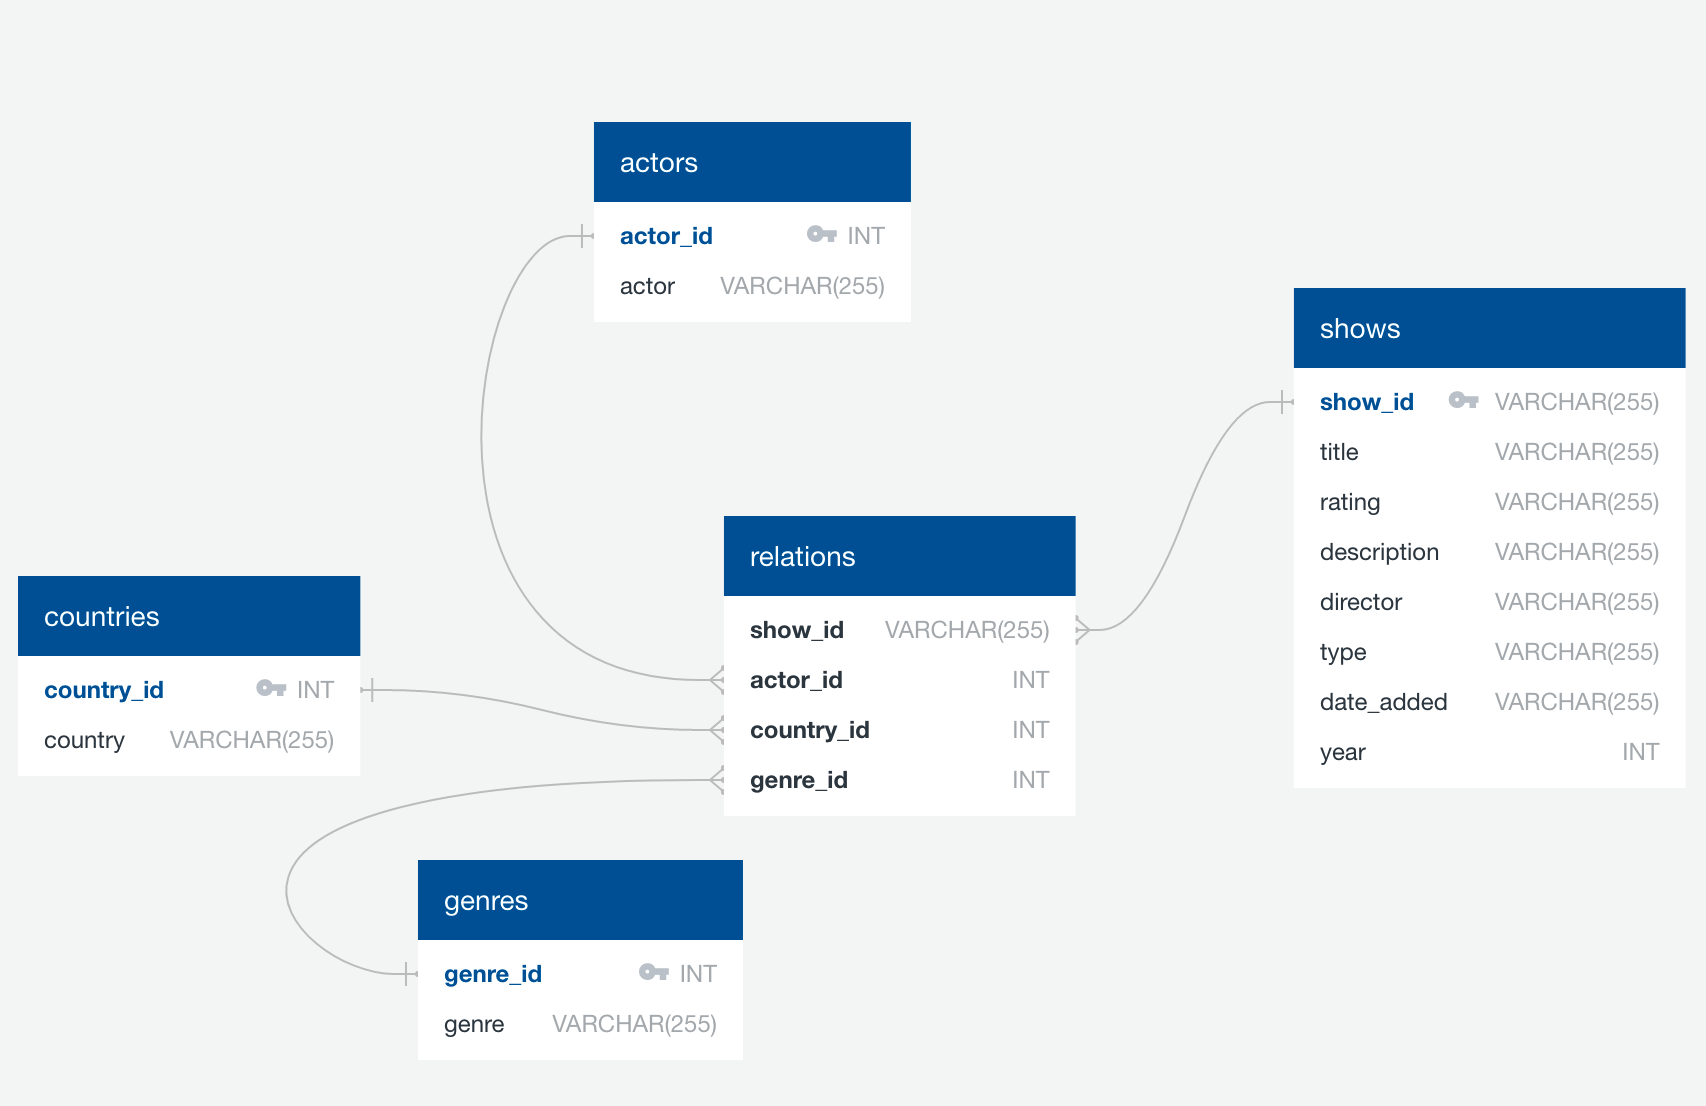 actors
actor_id INT
actor VARCHAR(255)
shows
show_id VARCHAR(255)
title VARCHAR(255)
rating VARCHAR(255)
description VARCHAR(255)
director VARCHAR(255)
type VARCHAR(255)
date_added VARCHAR(255)
year INT
relations
show_id VARCHAR(255)
actor_id INT
country_id INT
genre_id INT
countries
country_id INT
country VARCHAR(255)
genres
genre_id INT
genre VARCHAR(255)